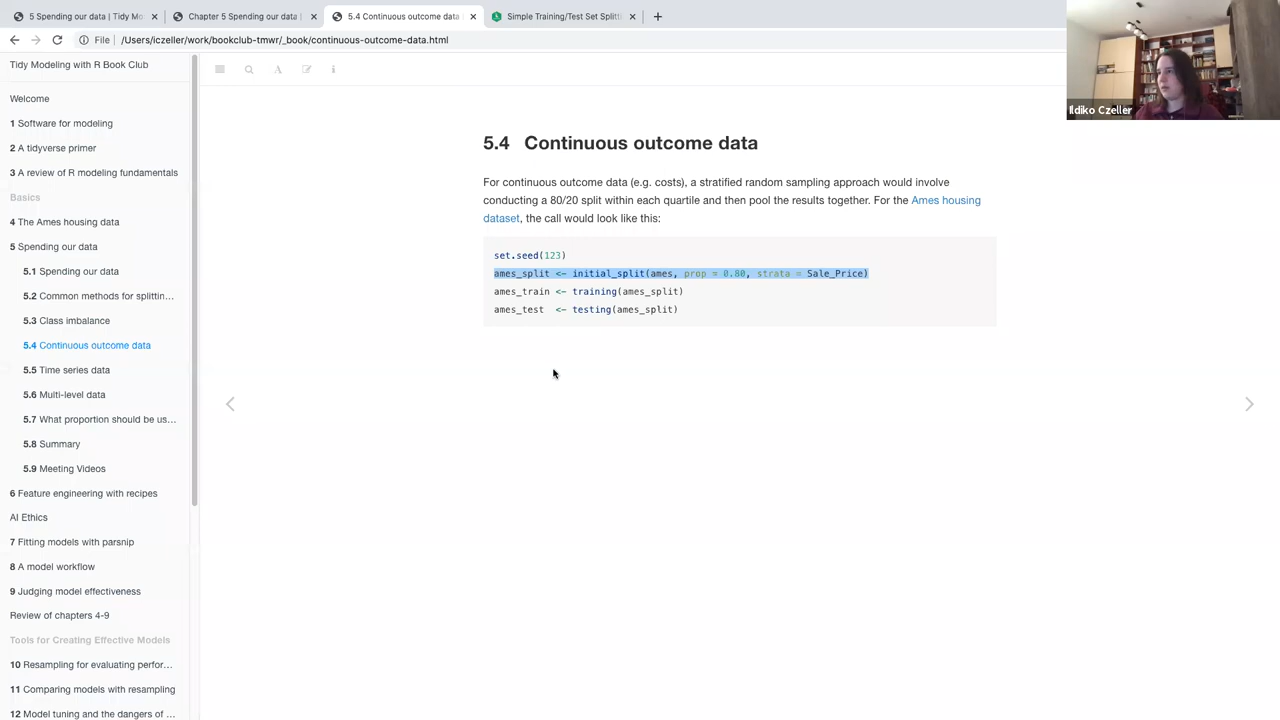 5 Spending our data | Tidy Mo
Chapter 5 Spending our data |
5.4 Continuous outcome data
Simple Training/Test Set Splitti
File
/Users/iczeller/work/bookclub-tmwr/_book/continuous-outcome-data.html
Ildiko Czeller
Tidy Modeling with R Book Club
Welcome
1 Software for modeling
2 A tidyverse primer
3 A review of R modeling fundamentals
Basics
4 The Ames housing data
5 Spending our data
5.1 Spending our data
5.2 Common methods for splittin...
5.3 Class imbalance
5.4 Continuous outcome data
5.5 Time series data
5.6 Multi-level data
5.7 What proportion should be us...
5.8 Summary
5.9 Meeting Videos
6 Feature engineering with recipes
AI Ethics
7 Fitting models with parsnip
8 A model workflow
9 Judging model effectiveness
Review of chapters 4-9
Tools for Creating Effective Models
10 Resampling for evaluating perfor...
11 Comparing models with resampling
12 Model tuning and the dangers of ...
5.4 Continuous outcome data
For continuous outcome data (e.g. costs), a stratified random sampling approach would involve
conducting a 80/20 split within each quartile and then pool the results together. For the Ames housing
dataset, the call would look like this:
set.seed(123)
ames_split <- initial_split(ames, prop = 0.80, strata = Sale_Price)
ames_train <- training(ames_split)
ames_test  <- testing(ames_split)